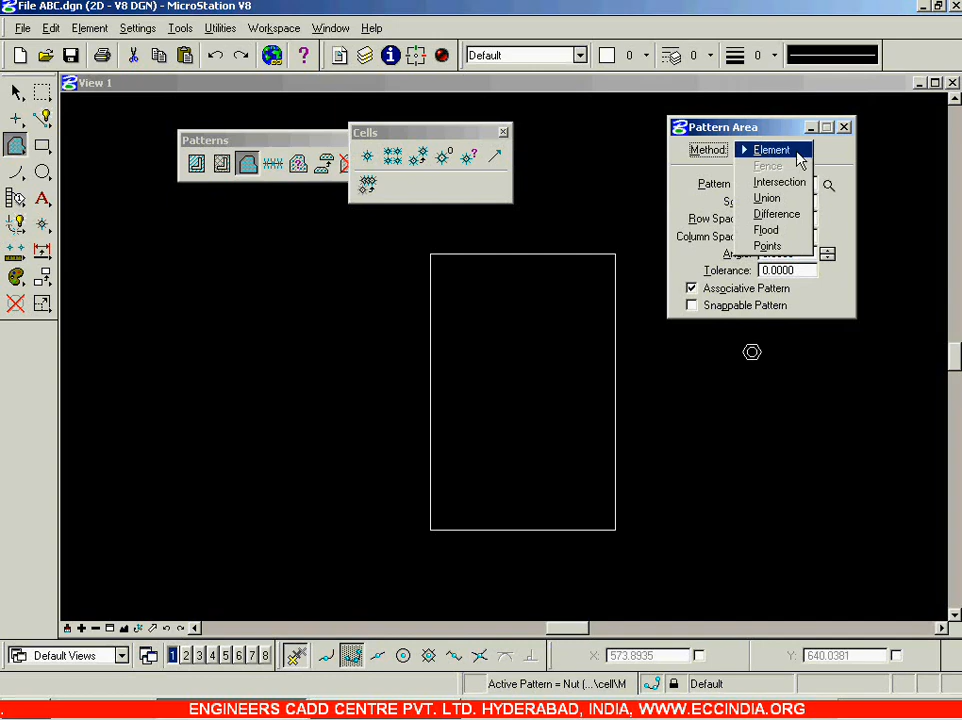 File ABC.dgn (2D - V8 DGN) - MicroStation V8
File Edit Element Settings Tools Utilities Workspace Window Help
Default 0 0 0
View 1
Patterns
Cells
Pattern Area
Method: Element
Fence
Intersection
Union
Difference
Flood
Points
Pattern
Row Spac
Column Spac
Tolerance: 0.0000
Associative Pattern
Snappable Pattern
Default Views 1 2 3 4 5 6 7 8 X: 573.8935 Y: 640.0381
Active Pattern = Nut (...\cell\M Default
ENGINEERS CADD CENTRE PVT. LTD. HYDERABAD, INDIA, WWW.ECCINDIA.ORG